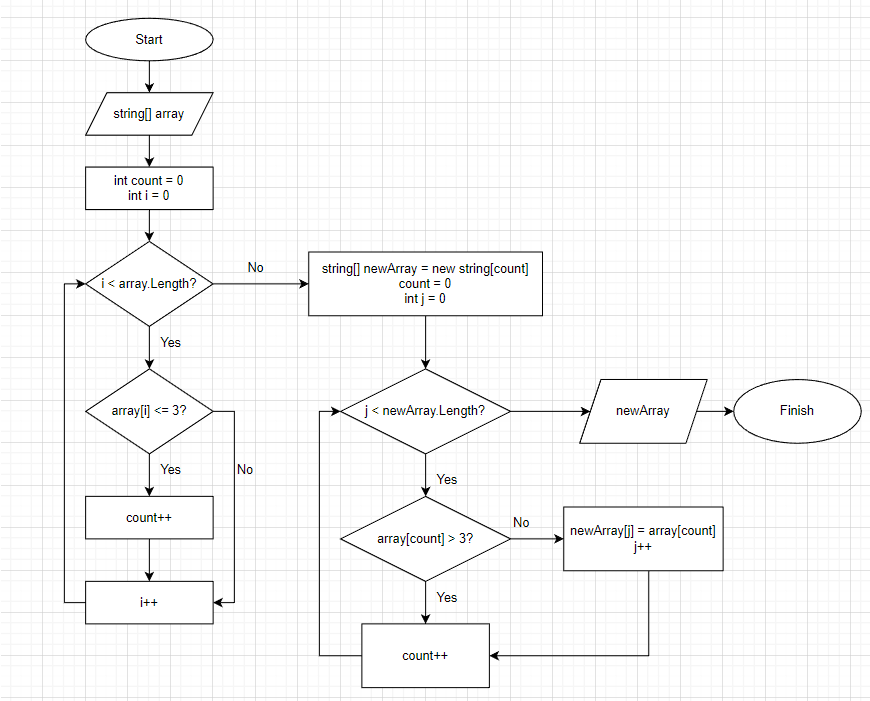 Start
string[] array
int count = 0
int i = 0
i < array.Length?
No
Yes
array[i] <= 3?
Yes
No
count++
i++
string[] newArray = new string[count]
count = 0
int j = 0
j < newArray.Length?
newArray
Finish
Yes
array[count] > 3?
No
newArray[j] = array[count]
j++
Yes
count++